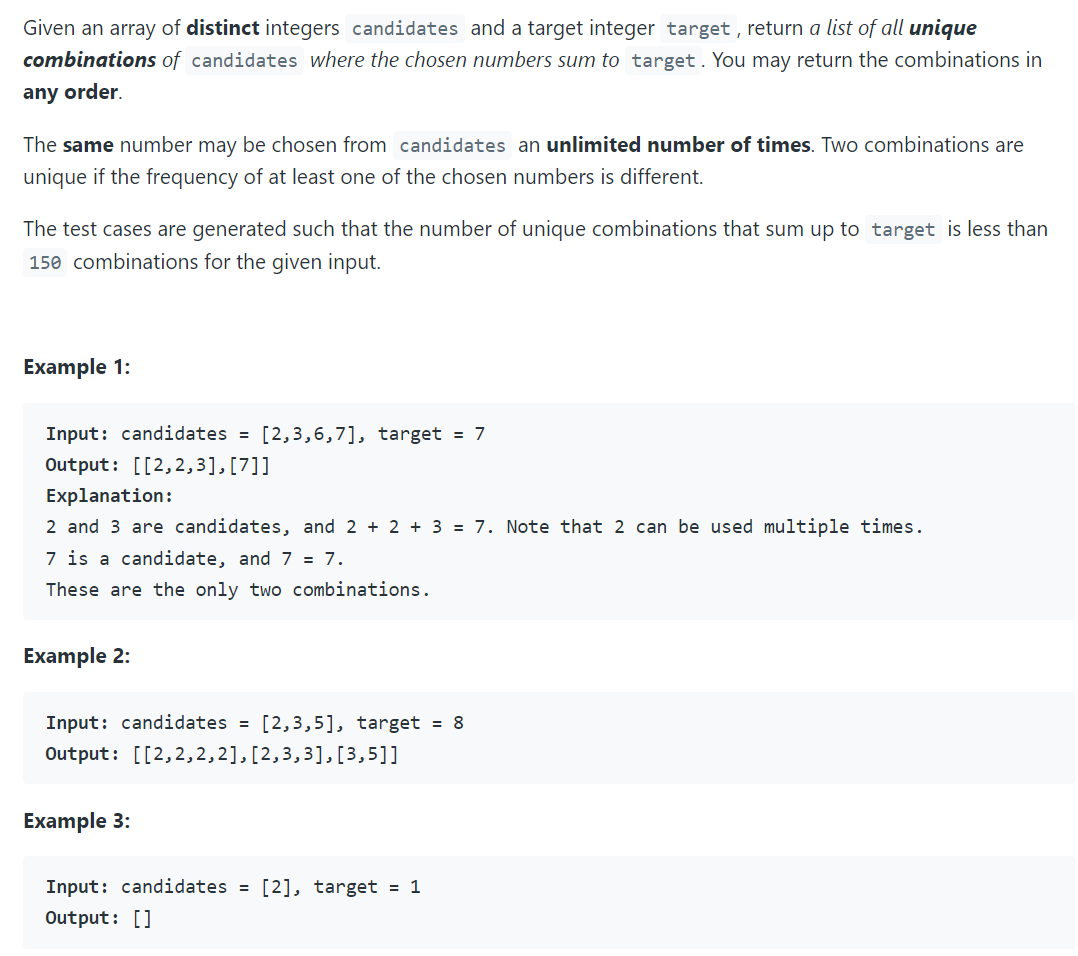 Given an array of distinct integers candidates and a target integer target , return a list of all unique
combinations of candidates where the chosen numbers sum to target . You may return the combinations in
any order.
The same number may be chosen from candidates an unlimited number of times. Two combinations are
unique if the frequency of at least one of the chosen numbers is different.
The test cases are generated such that the number of unique combinations that sum up to target is less than
150 combinations for the given input.
Example 1:
Input: candidates = [2,3,6,7], target = 7
Output: [[2,2,3],[7]]
Explanation:
2 and 3 are candidates, and 2 + 2 + 3 = 7. Note that 2 can be used multiple times.
7 is a candidate, and 7 = 7.
These are the only two combinations.
Example 2:
Input: candidates = [2,3,5], target = 8
Output: [[2,2,2,2],[2,3,3],[3,5]]
Example 3:
Input: candidates = [2], target = 1
Output: []